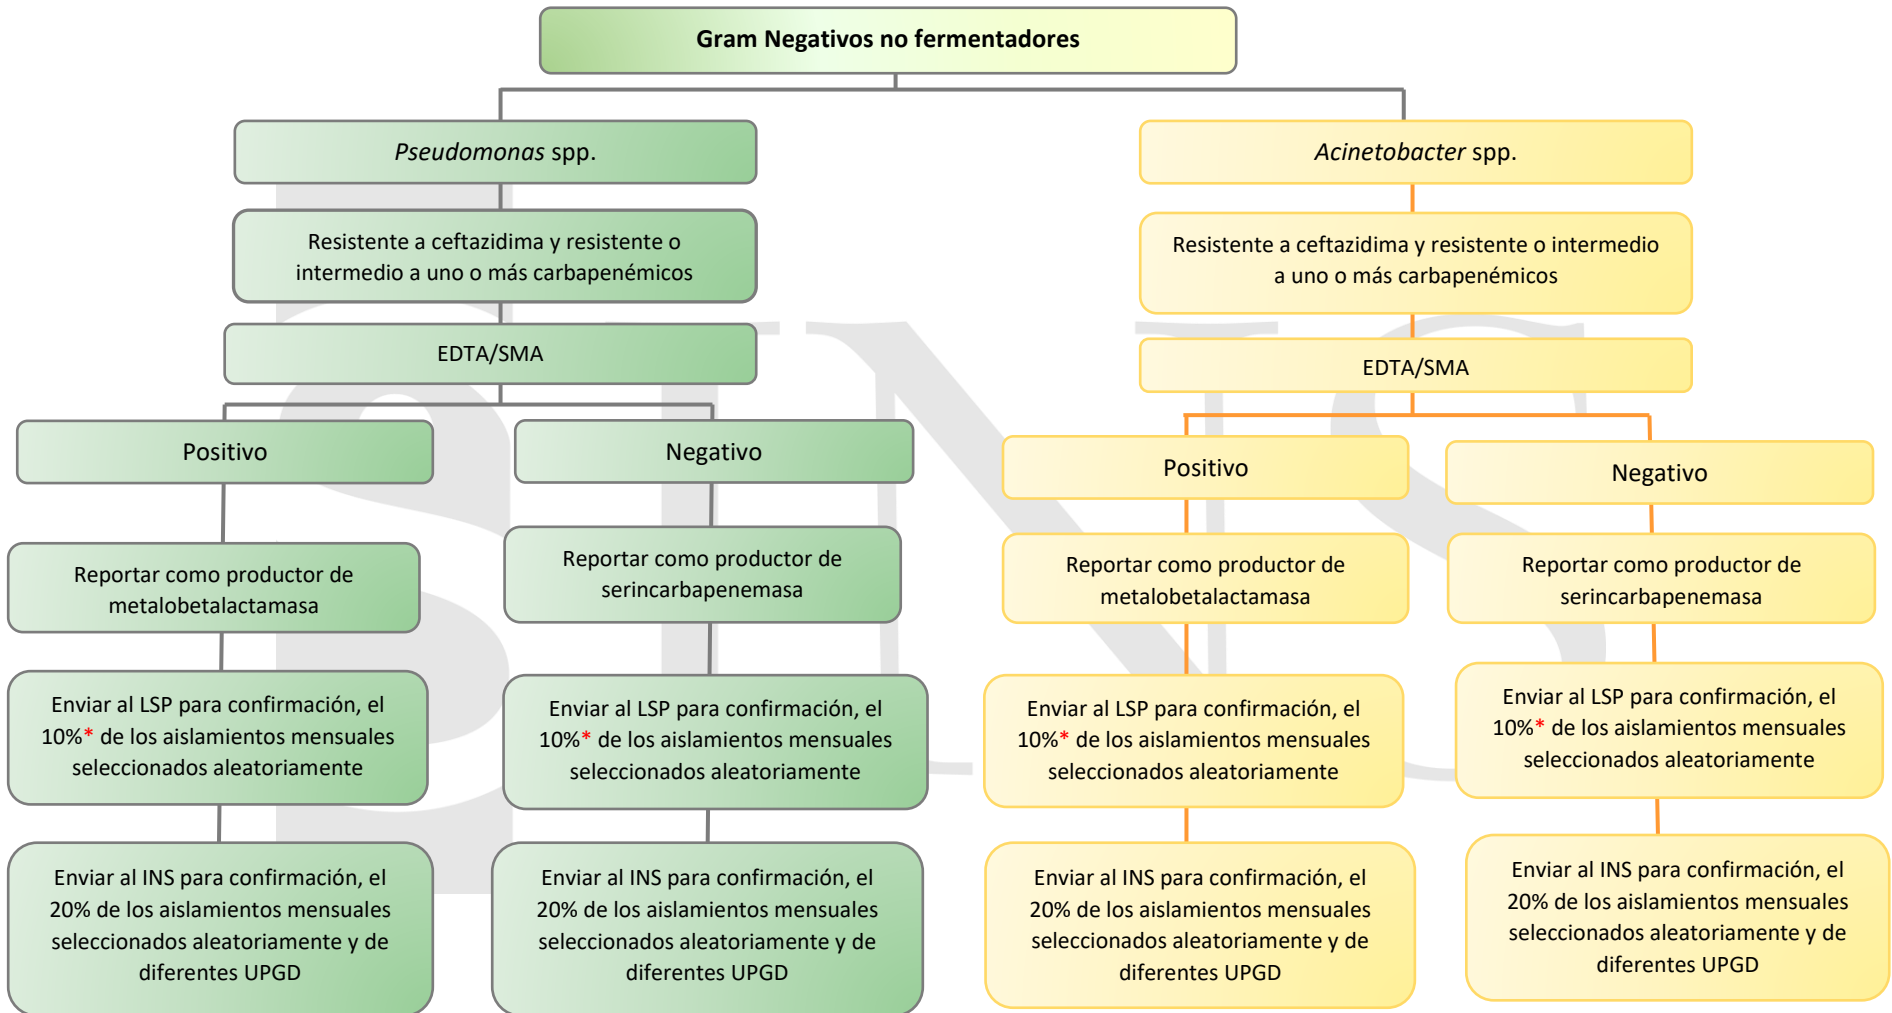 Gram Negativos no fermentadores
Pseudomonas spp.
Resistente a ceftazidima y resistente o
intermedio a uno o más carbapenémicos
EDTA/SMA
Positivo
Reportar como productor de
metalobetalactamasa
Enviar al LSP para confirmación, el
10%* de los aislamientos mensuales
seleccionados aleatoriamente
Enviar al INS para confirmación, el
20% de los aislamientos mensuales
seleccionados aleatoriamente y de
diferentes UPGD
Negativo
Reportar como productor de
serincarbapenemasa
Enviar al LSP para confirmación, el
10%* de los aislamientos mensuales
seleccionados aleatoriamente
Enviar al INS para confirmación, el
20% de los aislamientos mensuales
seleccionados aleatoriamente y de
diferentes UPGD
Acinetobacter spp.
Resistente a ceftazidima y resistente o intermedio
a uno o más carbapenémicos
EDTA/SMA
Positivo
Reportar como productor de
metalobetalactamasa
Enviar al LSP para confirmación, el
10%* de los aislamientos mensuales
seleccionados aleatoriamente
Enviar al INS para confirmación, el
20% de los aislamientos mensuales
seleccionados aleatoriamente y de
diferentes UPGD
Negativo
Reportar como productor de
serincarbapenemasa
Enviar al LSP para confirmación, el
10%* de los aislamientos mensuales
seleccionados aleatoriamente
Enviar al INS para confirmación, el
20% de los aislamientos mensuales
seleccionados aleatoriamente y de
diferentes UPGD
INS